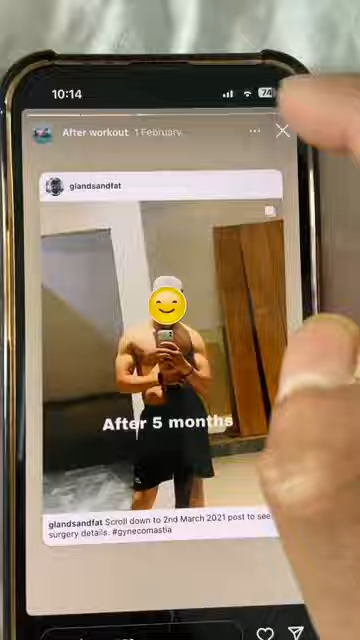 10:14
74
After workout 1 February
glandsandfat
After 5 months
glandsandfat Scroll down to 2nd March 2021 post to see
surgery details. #gynecomastia